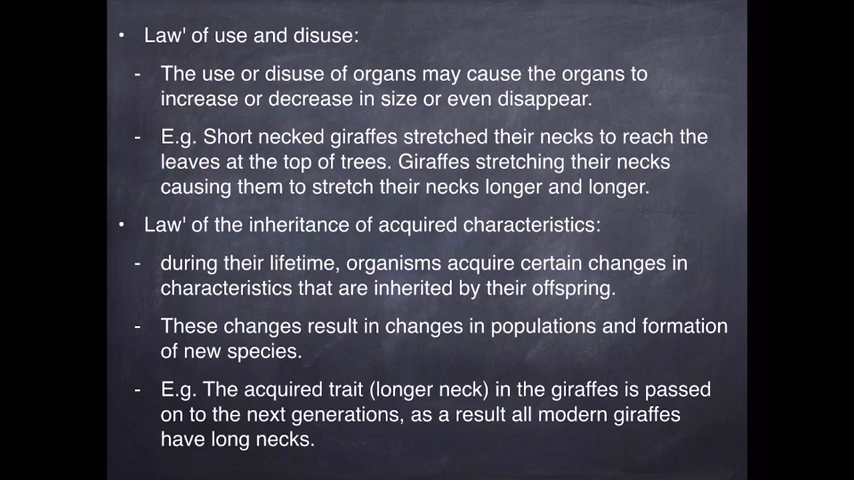 • Law' of use and disuse:
- The use or disuse of organs may cause the organs to
increase or decrease in size or even disappear.
- E.g. Short necked giraffes stretched their necks to reach the
leaves at the top of trees. Giraffes stretching their necks
causing them to stretch their necks longer and longer.
• Law' of the inheritance of acquired characteristics:
- during their lifetime, organisms acquire certain changes in
characteristics that are inherited by their offspring.
- These changes result in changes in populations and formation
of new species.
- E.g. The acquired trait (longer neck) in the giraffes is passed
on to the next generations, as a result all modern giraffes
have long necks.